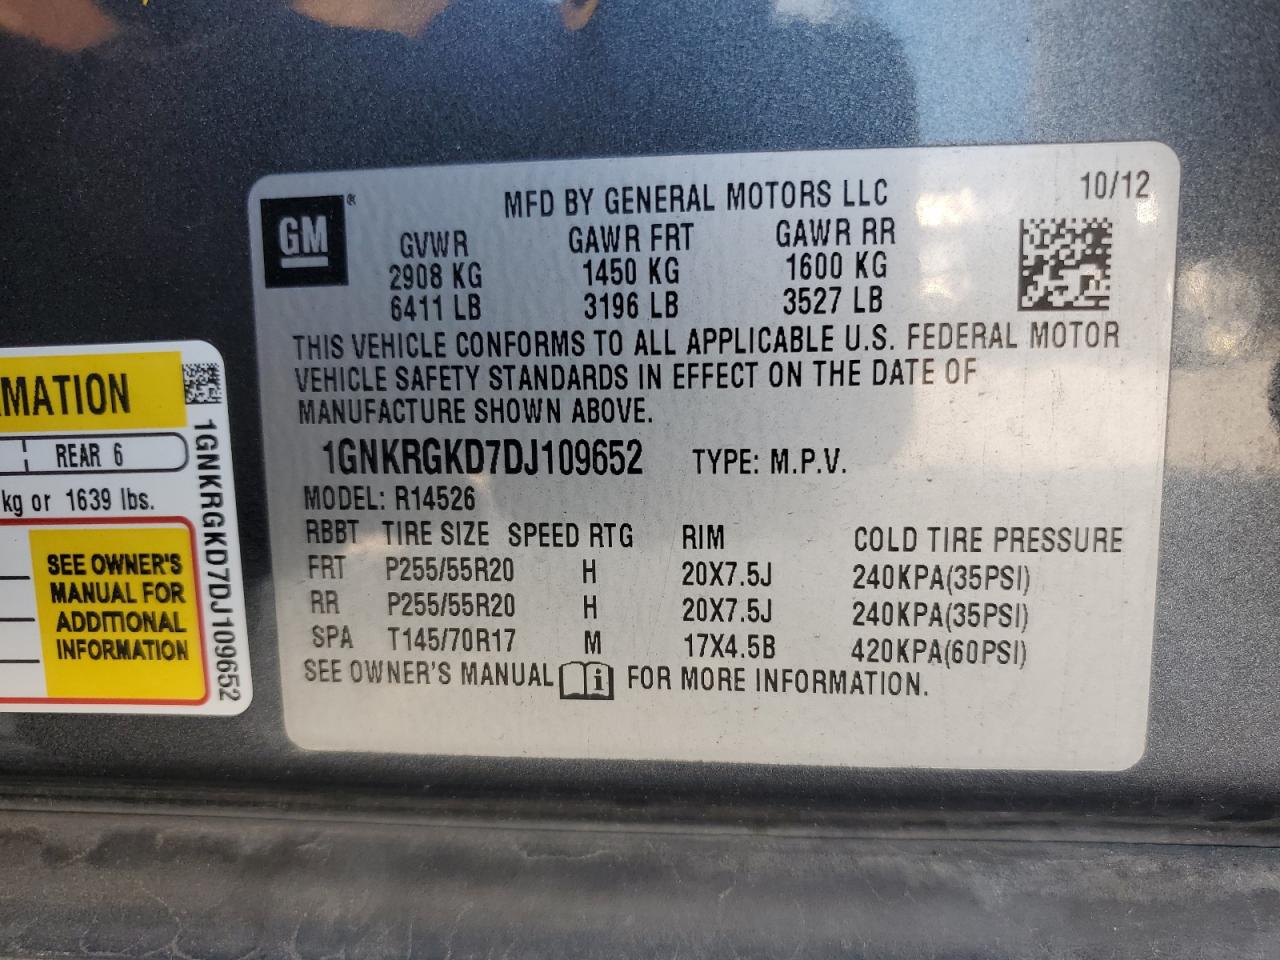 MFD BY GENERAL MOTORS LLC 10/12
GM®
GVWR GAWR FRT GAWR RR
2908 KG 1450 KG 1600 KG
6411 LB 3196 LB 3527 LB
THIS VEHICLE CONFORMS TO ALL APPLICABLE U.S. FEDERAL MOTOR
VEHICLE SAFETY STANDARDS IN EFFECT ON THE DATE OF
MANUFACTURE SHOWN ABOVE.
1GNKRGKD7DJ109652 TYPE: M.P.V.
MODEL: R14526
RBBT TIRE SIZE SPEED RTG RIM COLD TIRE PRESSURE
FRT P255/55R20 H 20X7.5J 240KPA(35PSI)
RR P255/55R20 H 20X7.5J 240KPA(35PSI)
SPA T145/70R17 M 17X4.5B 420KPA(60PSI)
SEE OWNER'S MANUAL i FOR MORE INFORMATION.
MATION
REAR 6
kg or 1639 lbs.
SEE OWNER'S
MANUAL FOR
ADDITIONAL
INFORMATION
1GNKRGKD7DJ109652